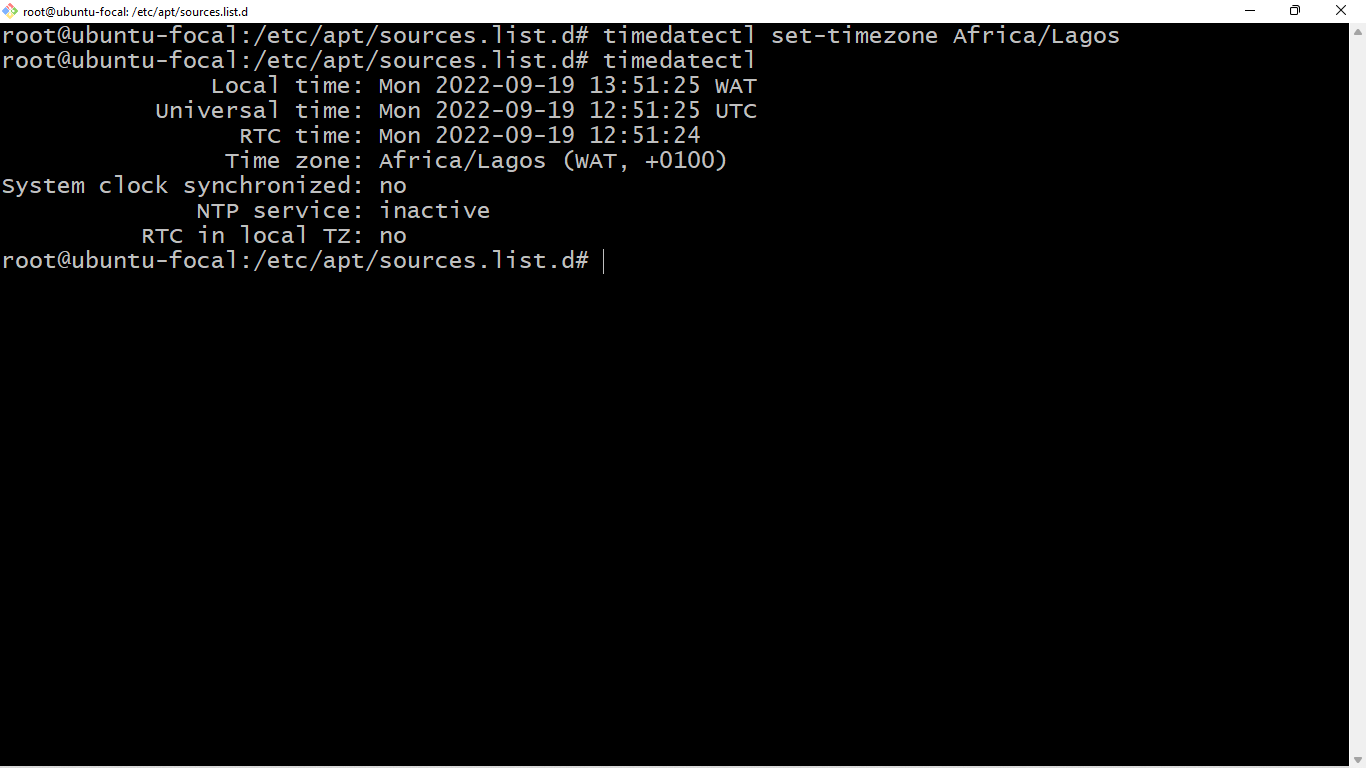 root@ubuntu-focal: /etc/apt/sources.list.d
root@ubuntu-focal:/etc/apt/sources.list.d# timedatectl set-timezone Africa/Lagos
root@ubuntu-focal:/etc/apt/sources.list.d# timedatectl
Local time: Mon 2022-09-19 13:51:25 WAT
Universal time: Mon 2022-09-19 12:51:25 UTC
RTC time: Mon 2022-09-19 12:51:24
Time zone: Africa/Lagos (WAT, +0100)
System clock synchronized: no
NTP service: inactive
RTC in local TZ: no
root@ubuntu-focal:/etc/apt/sources.list.d#